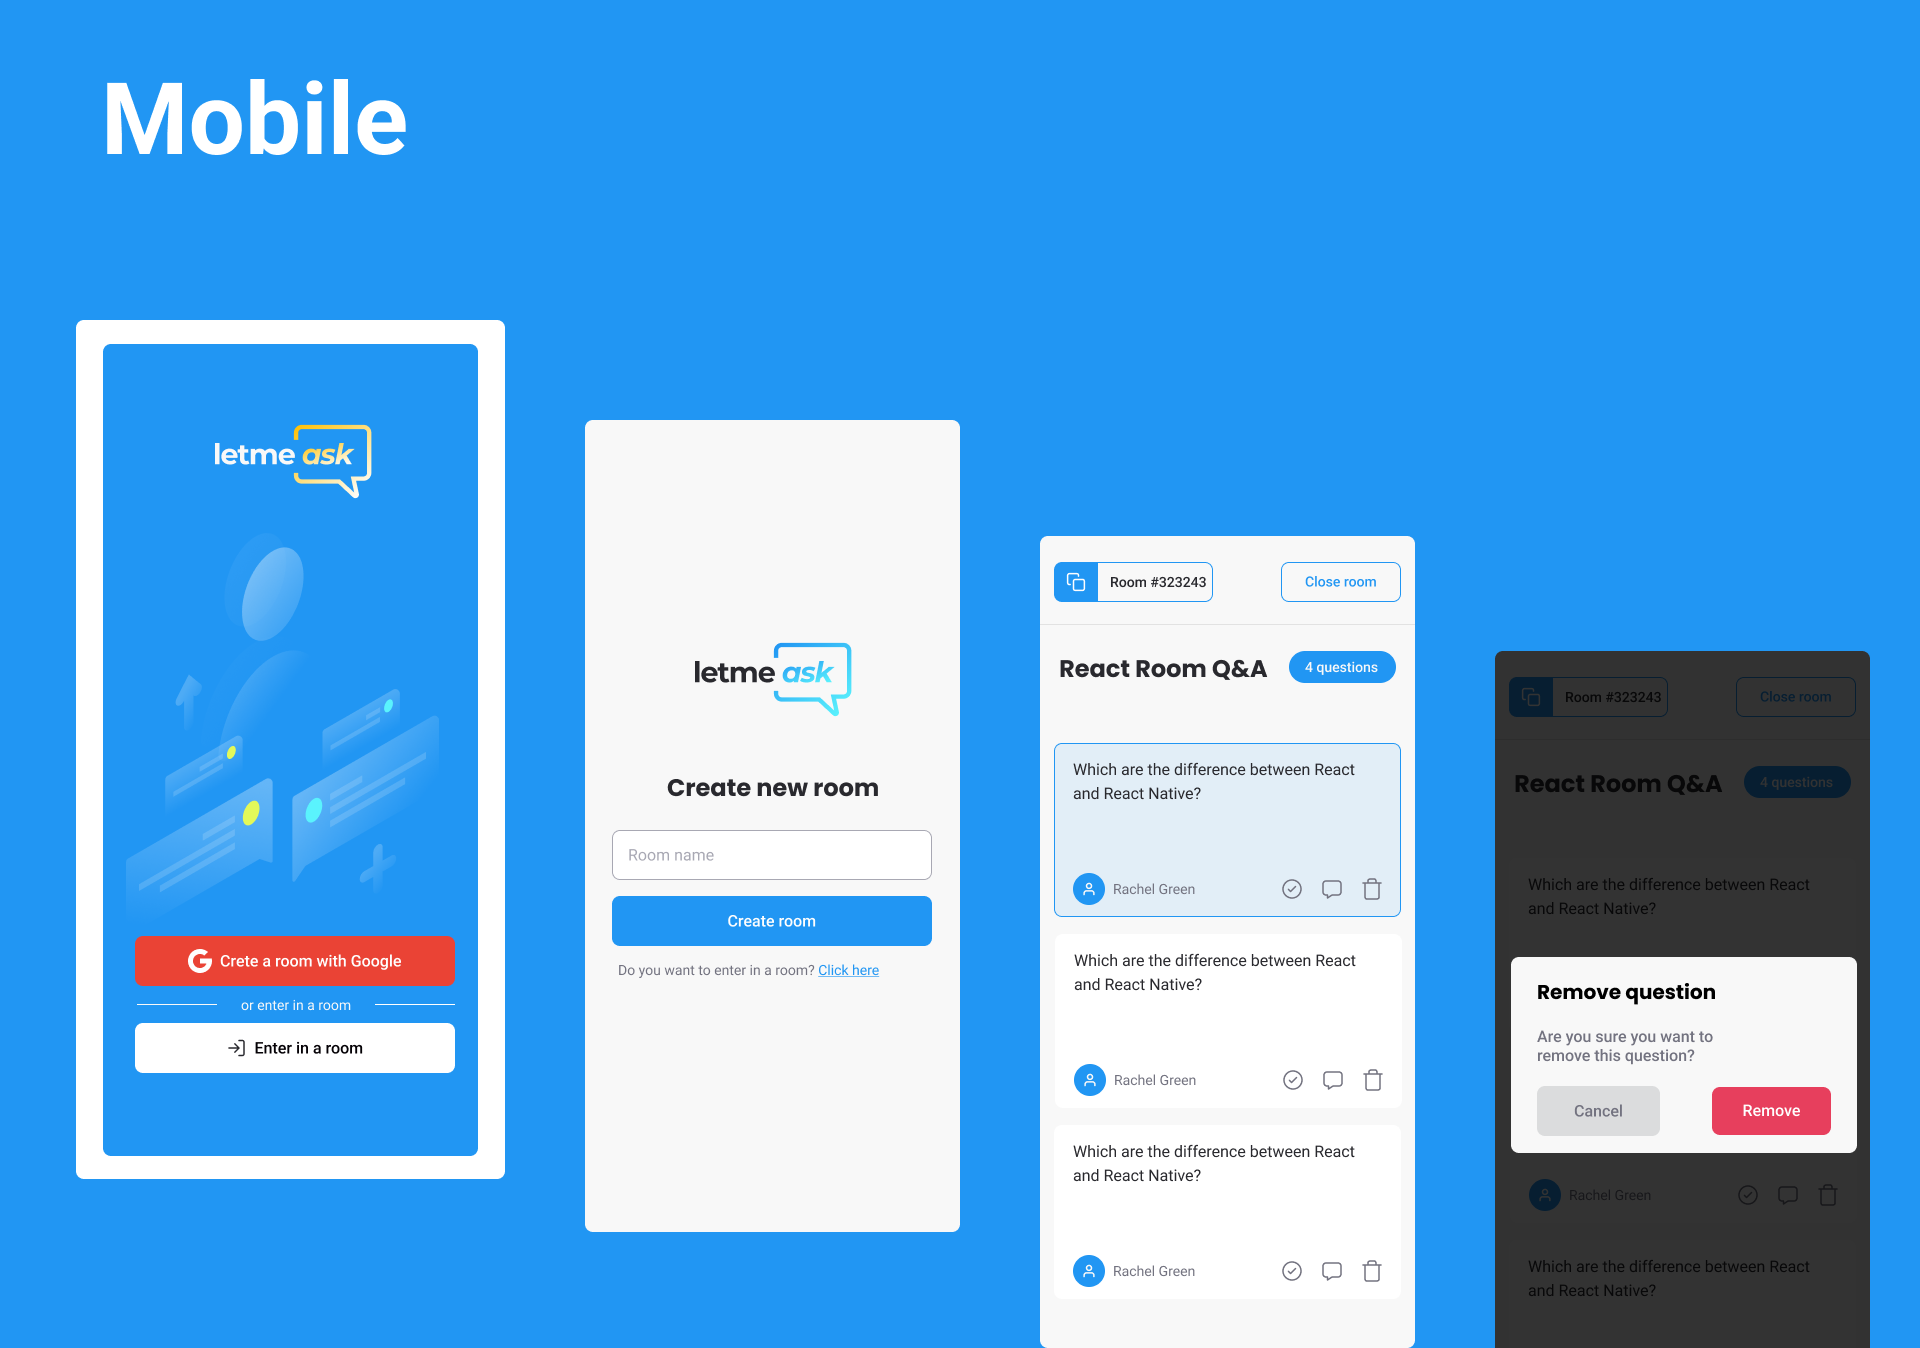 Mobile
letme ask
Crete a room with Google
or enter in a room
Enter in a room
letme ask
Create new room
Room name
Create room
Do you want to enter in a room? Click here
Room #323243
Close room
React Room Q&A
4 questions
Which are the difference between React
and React Native?
Rachel Green
Which are the difference between React
and React Native?
Rachel Green
Which are the difference between React
and React Native?
Rachel Green
Room #323243
Close room
React Room Q&A
4 questions
Which are the difference between React
and React Native?
Remove question
Are you sure you want to
remove this question?
Cancel
Remove
Rachel Green
Which are the difference between React
and React Native?